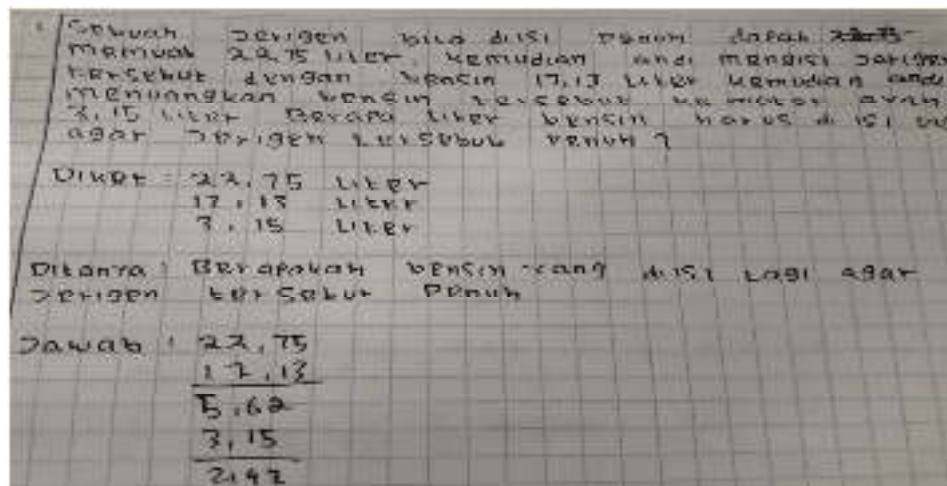 1 Sebuah Jerigen bila diisi Penuh dapat
memuat 22,75 liter. kemudian andi mengisi Jarigen
tersebut dengan bensin 17,13 liter kemudian andi
menuangkan bensin tersebut ke motor ayah
3,15 liter Berapa liter bensin harus di isi
agar Jerigen tersebut Penuh ?
Diket : 22,75 Liter
17,13 Liter
3,15 Liter
Ditanya : Berapakah bensin yang diisi Lagi agar
Jerigen tersebut Penuh
Jawab : 22,75
17,13
5,62
3,15
2,47